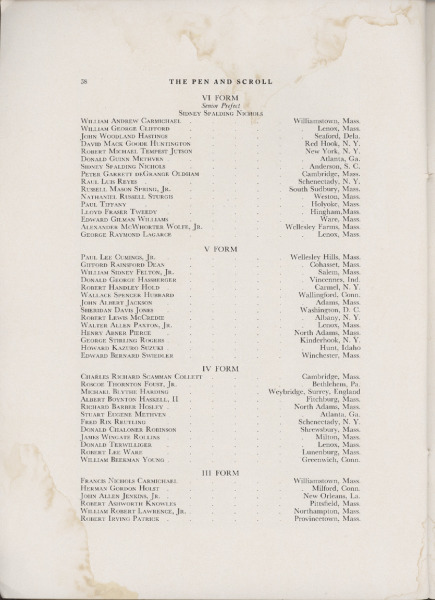 38 THE PEN AND SCROLL
VI FORM
Senior Prefect
SIDNEY SPALDING NICHOLS
WILLIAM ANDREW CARMICHAEL . . . . Williamstown, Mass.
WILLIAM GEORGE CLIFFORD . . . . Lenox, Mass.
JOHN WOODLAND HASTINGS . . . . Seaford, Dela.
DAVID MACK GOODE HUNTINGTON . . . Red Hook, N. Y.
ROBERT MICHAEL TEMPEST JUTSON . . . New York, N. Y.
DONALD GUINN METHVEN . . . . Atlanta, Ga.
SIDNEY SPALDING NICHOLS . . . . Anderson, S. C.
PETER GARRETT DEGRANGE OLDHAM . . . Cambridge, Mass.
RAUL LUIS REYES . . . . Schenectady, N. Y.
RUSSELL MASON SPRING, JR. . . . South Sudbury, Mass.
NATHANIEL RUSSELL STURGIS . . . . Weston, Mass.
PAUL TIFFANY . . . . Holyoke, Mass.
LLOYD FRASER TWEEDY . . . . Hingham, Mass.
EDWARD GILMAN WILLIAMS . . . . Ware, Mass.
ALEXANDER MCWHORTER WOLFE, JR. . . . Wellesley Farms, Mass.
GEORGE RAYMOND LAGARCE . . . . Lenox, Mass.
V FORM
PAUL LEE CUMINGS, JR. . . . . Wellesley Hills, Mass.
GIFFORD RAINSFORD DEAN . . . . Cohasset, Mass.
WILLIAM SIDNEY FELTON, JR. . . . . Salem, Mass.
DONALD GEORGE HASSBERGER . . . . Vincennes, Ind.
ROBERT HANDLEY HOLD . . . . Carmel, N. Y.
WALLACE SPENCER HUBBARD . . . . Wallingford, Conn.
JOHN ALBERT JACKSON . . . . Adams, Mass.
SHERIDAN DAVIS JONES . . . . Washington, D. C.
ROBERT LEWIS MCCREDIE . . . . Albany, N. Y.
WALTER ALLEN PAXTON, JR. . . . . Lenox, Mass.
HENRY ABNER PIERCE . . . . North Adams, Mass.
GEORGE STIRLING ROGERS . . . . Kinderhook, N. Y.
HOWARD KAZURO SUZUKI . . . . Hunt, Idaho
EDWARD BERNARD SWIEDLER . . . . Winchester, Mass.
IV FORM
CHARLES RICHARD SCAMMAN COLLETT . . . Cambridge, Mass.
ROSCOE THORNTON FOUST, JR. . . . . Bethlehem, Pa.
MICHAEL BLYTHE HARDING . . . Weybridge, Surrey, England
ALBERT BOYNTON HASKELL, II . . . . Fitchburg, Mass.
RICHARD BARBER HOSLEY . . . . North Adams, Mass.
STUART EUGENE METHVEN . . . . Atlanta, Ga.
FRED RIX KRUTLING . . . . Schenectady, N. Y.
DONALD CHALONER ROBINSON . . . . Shrewsbury, Mass.
JAMES WINGATE ROLLINS . . . . Milton, Mass.
DONALD TERWILLIGER . . . . Lenox, Mass.
ROBERT LEE WARE . . . . Lunenburg, Mass.
WILLIAM BEEKMAN YOUNG . . . . Greenwich, Conn.
III FORM
FRANCIS NICHOLS CARMICHAEL . . . . Williamstown, Mass.
HERMAN GORDON HOLST . . . . Milford, Conn.
JOHN ALLEN JENKINS, JR. . . . . New Orleans, La.
ROBERT ASHWORTH KNOWLES . . . . Pittsfield, Mass.
WILLIAM ROBERT LAWRENCE, JR. . . . Northampton, Mass.
ROBERT IRVING PATRICK . . . . Provincetown, Mass.